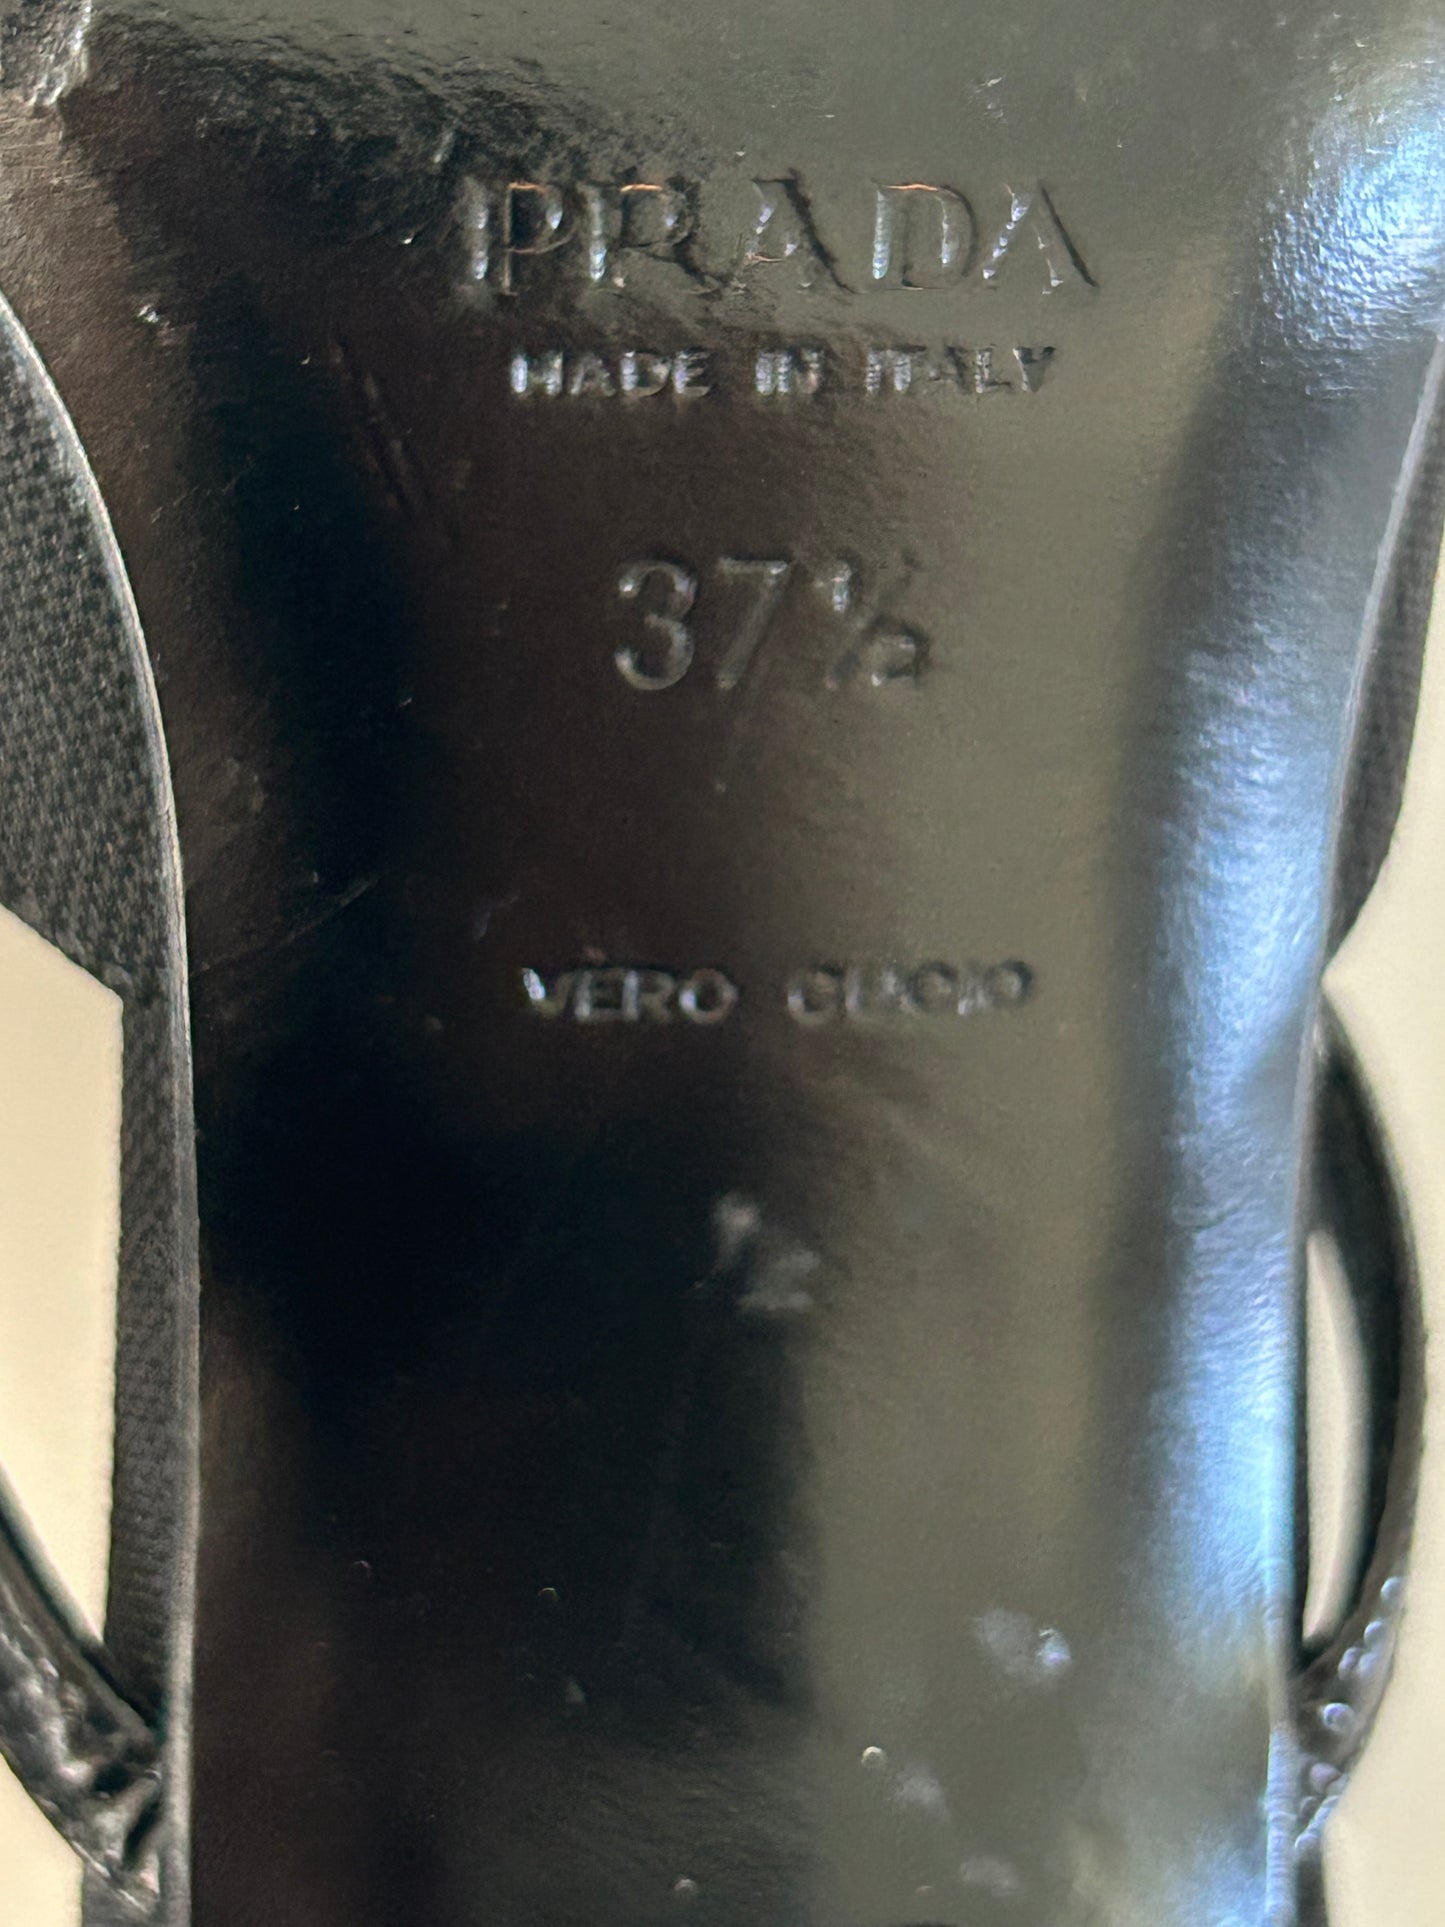 PRADA
MADE IN ITALY
37½
VERO CUOIO